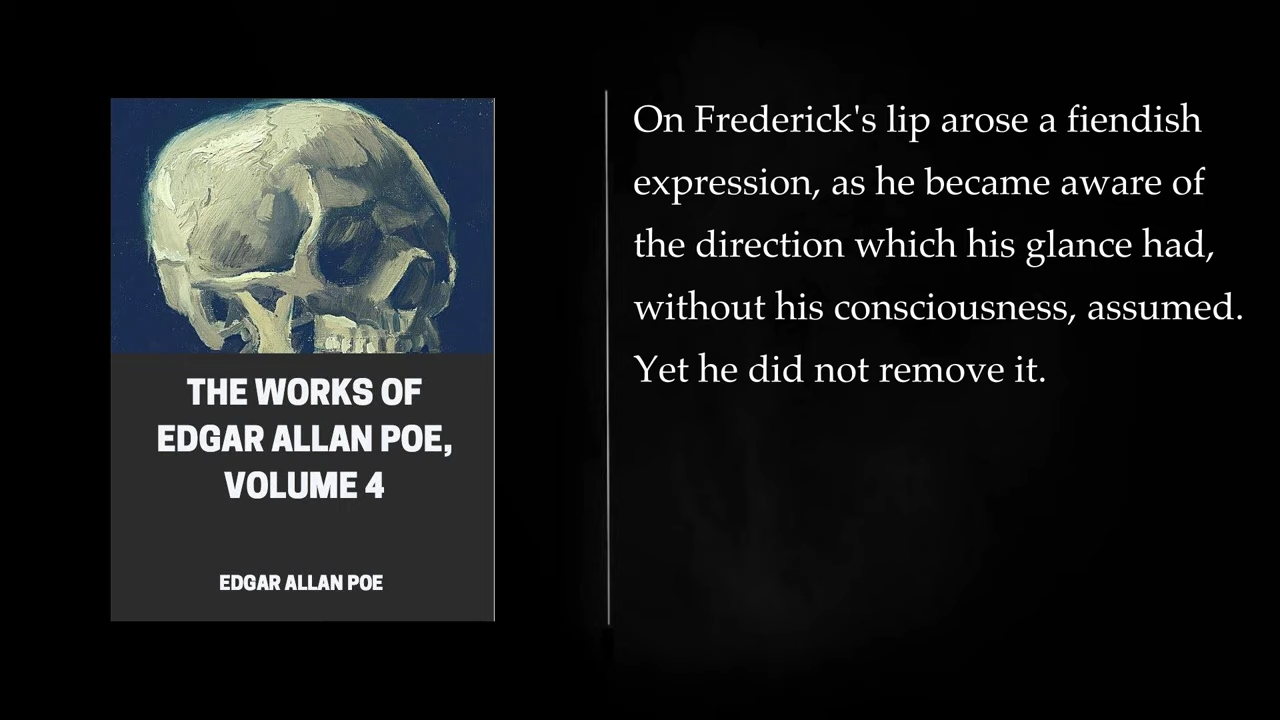 THE WORKS OF
EDGAR ALLAN POE,
VOLUME 4
EDGAR ALLAN POE
On Frederick's lip arose a fiendish
expression, as he became aware of
the direction which his glance had,
without his consciousness, assumed.
Yet he did not remove it.